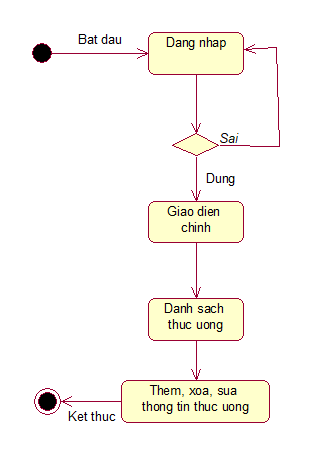 Bat dau
Dang nhap
Sai
Dung
Giao dien
chinh
Danh sach
thuc uong
Them, xoa, sua
thong tin thuc uong
Ket thuc